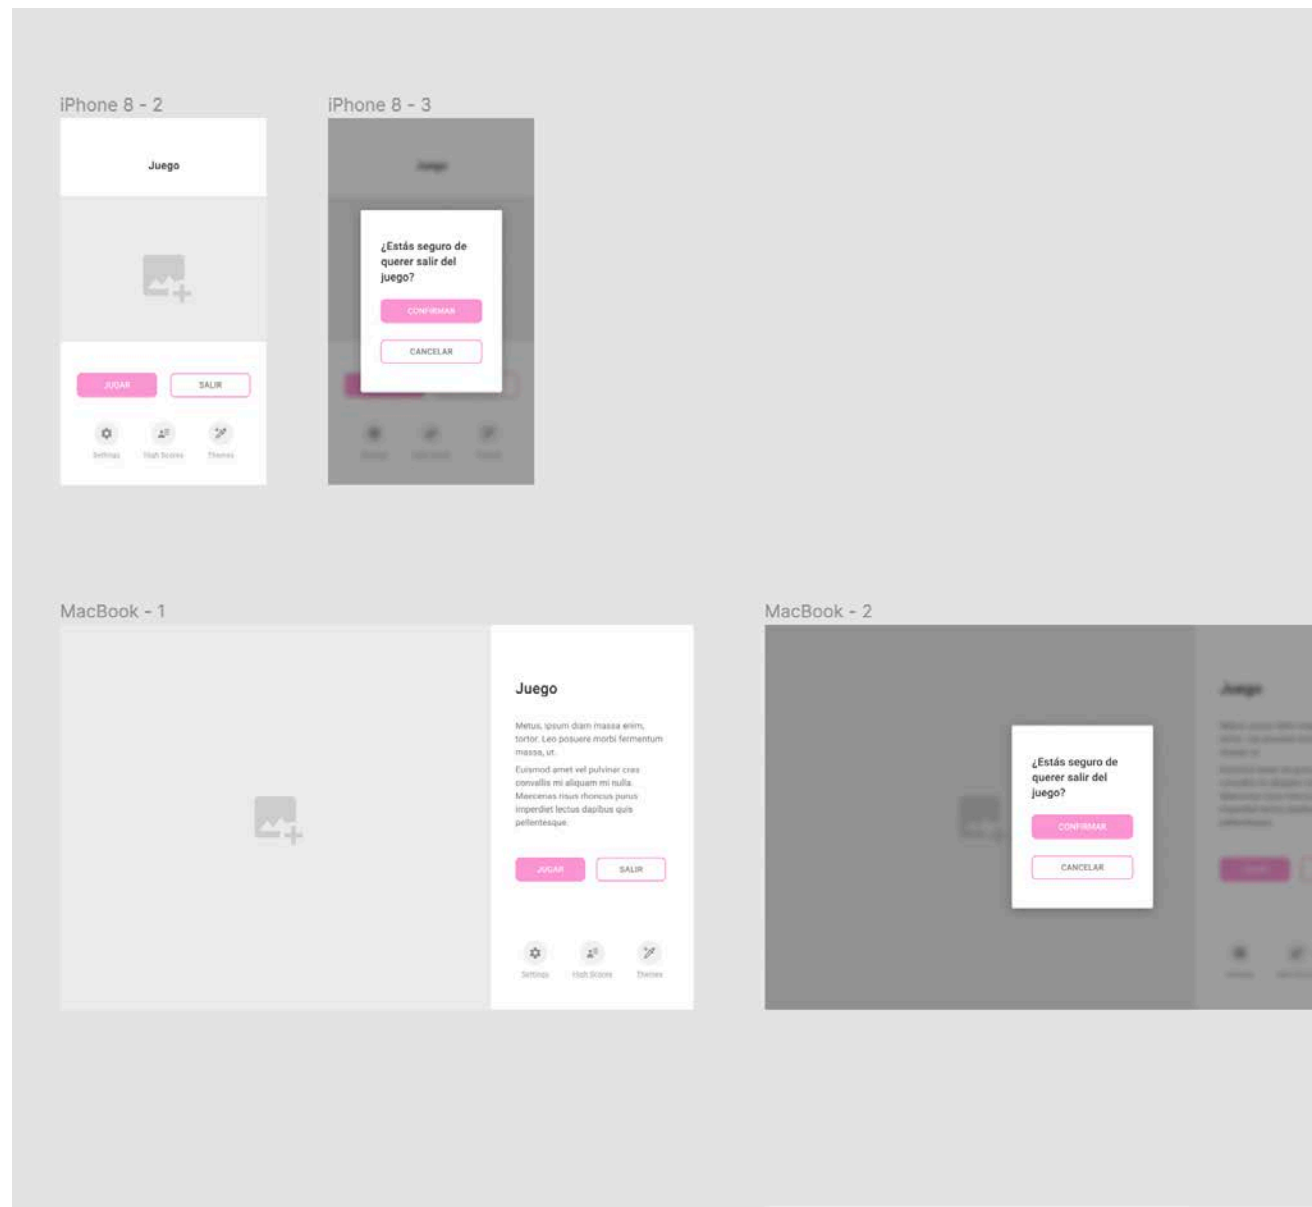 iPhone 8 - 2
iPhone 8 - 3
Juego
JUGAR
SALIR
Settings
High Scores
Themes
¿Estás seguro de
querer salir del
juego?
CONFIRMAR
CANCELAR
MacBook - 1
MacBook - 2
Juego
Metus, ipsum diam massa enim,
tortor. Leo posuere morbi fermentum
massa, ut.
Euismod amet vel pulvinar cras
convallis mi aliquam mi nulla.
Maecenas risus rhoncus purus
imperdiet lectus dapibus quis
pellentesque.
JUGAR
SALIR
Settings
High Scores
Themes
¿Estás seguro de
querer salir del
juego?
CONFIRMAR
CANCELAR
Juego